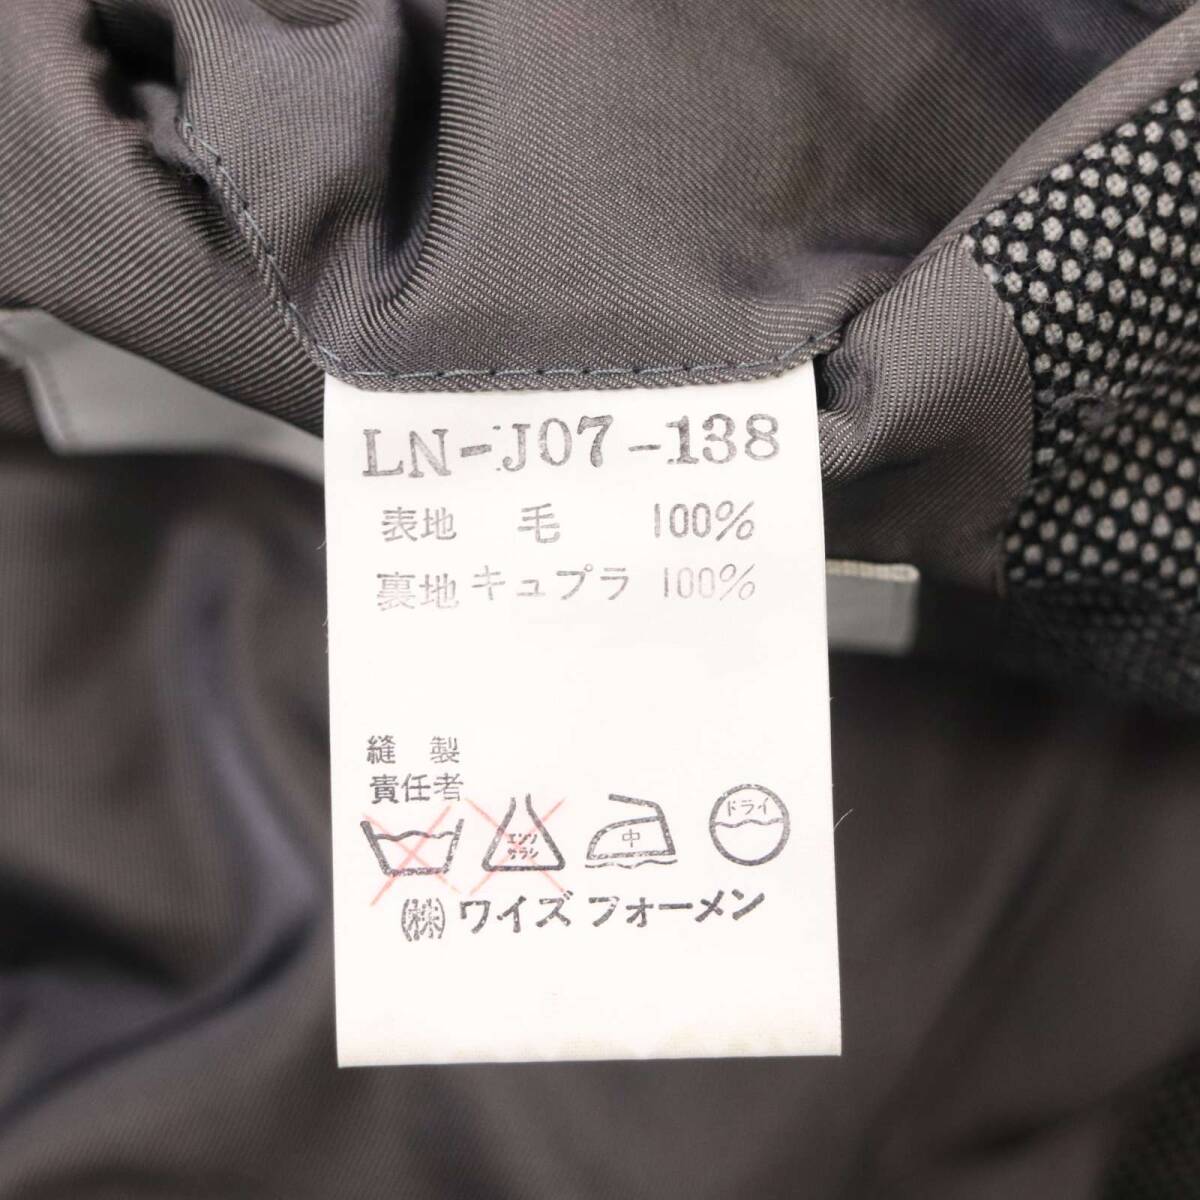 LN-J07-138
表地 毛 100%
裏地 キュプラ 100%
縫製
責任者
エンソ サラシ 中 ドライ
㈱ワイズフォーメン